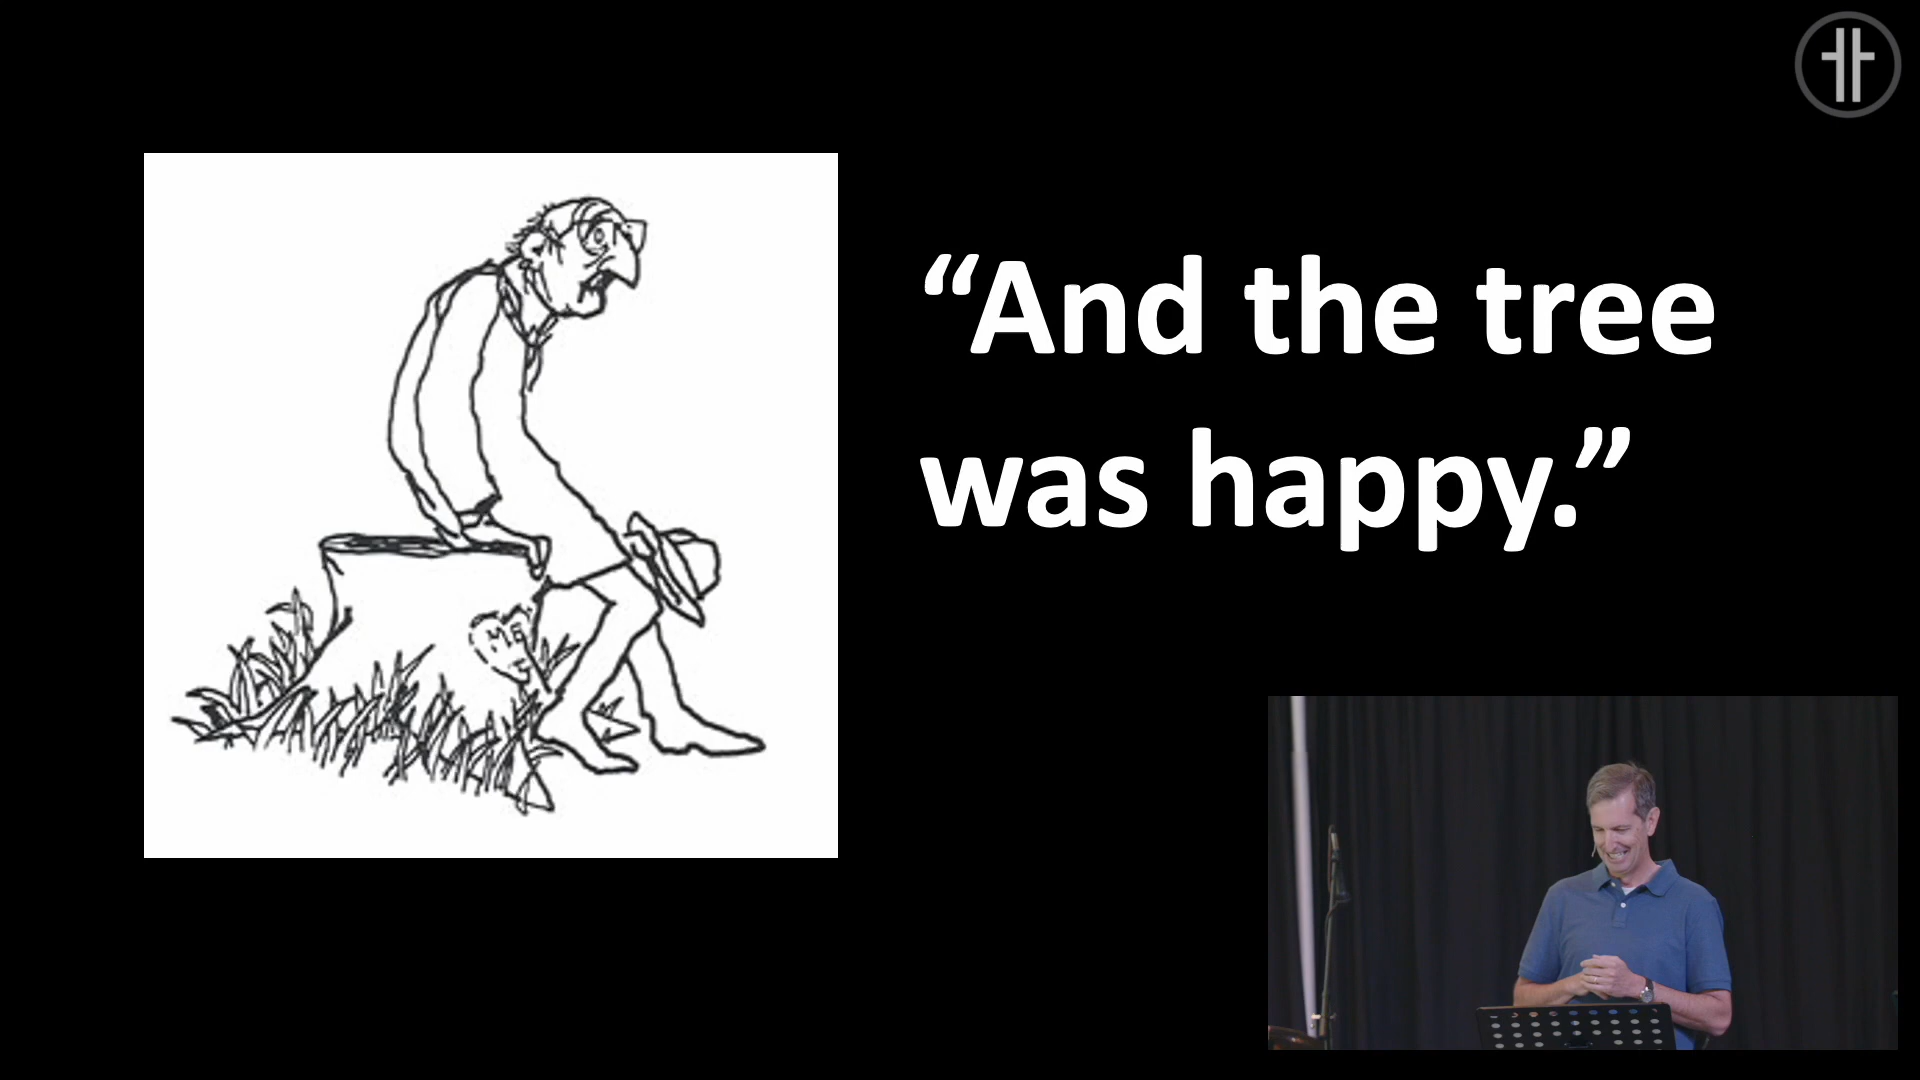 “And the tree
was happy.”
ME